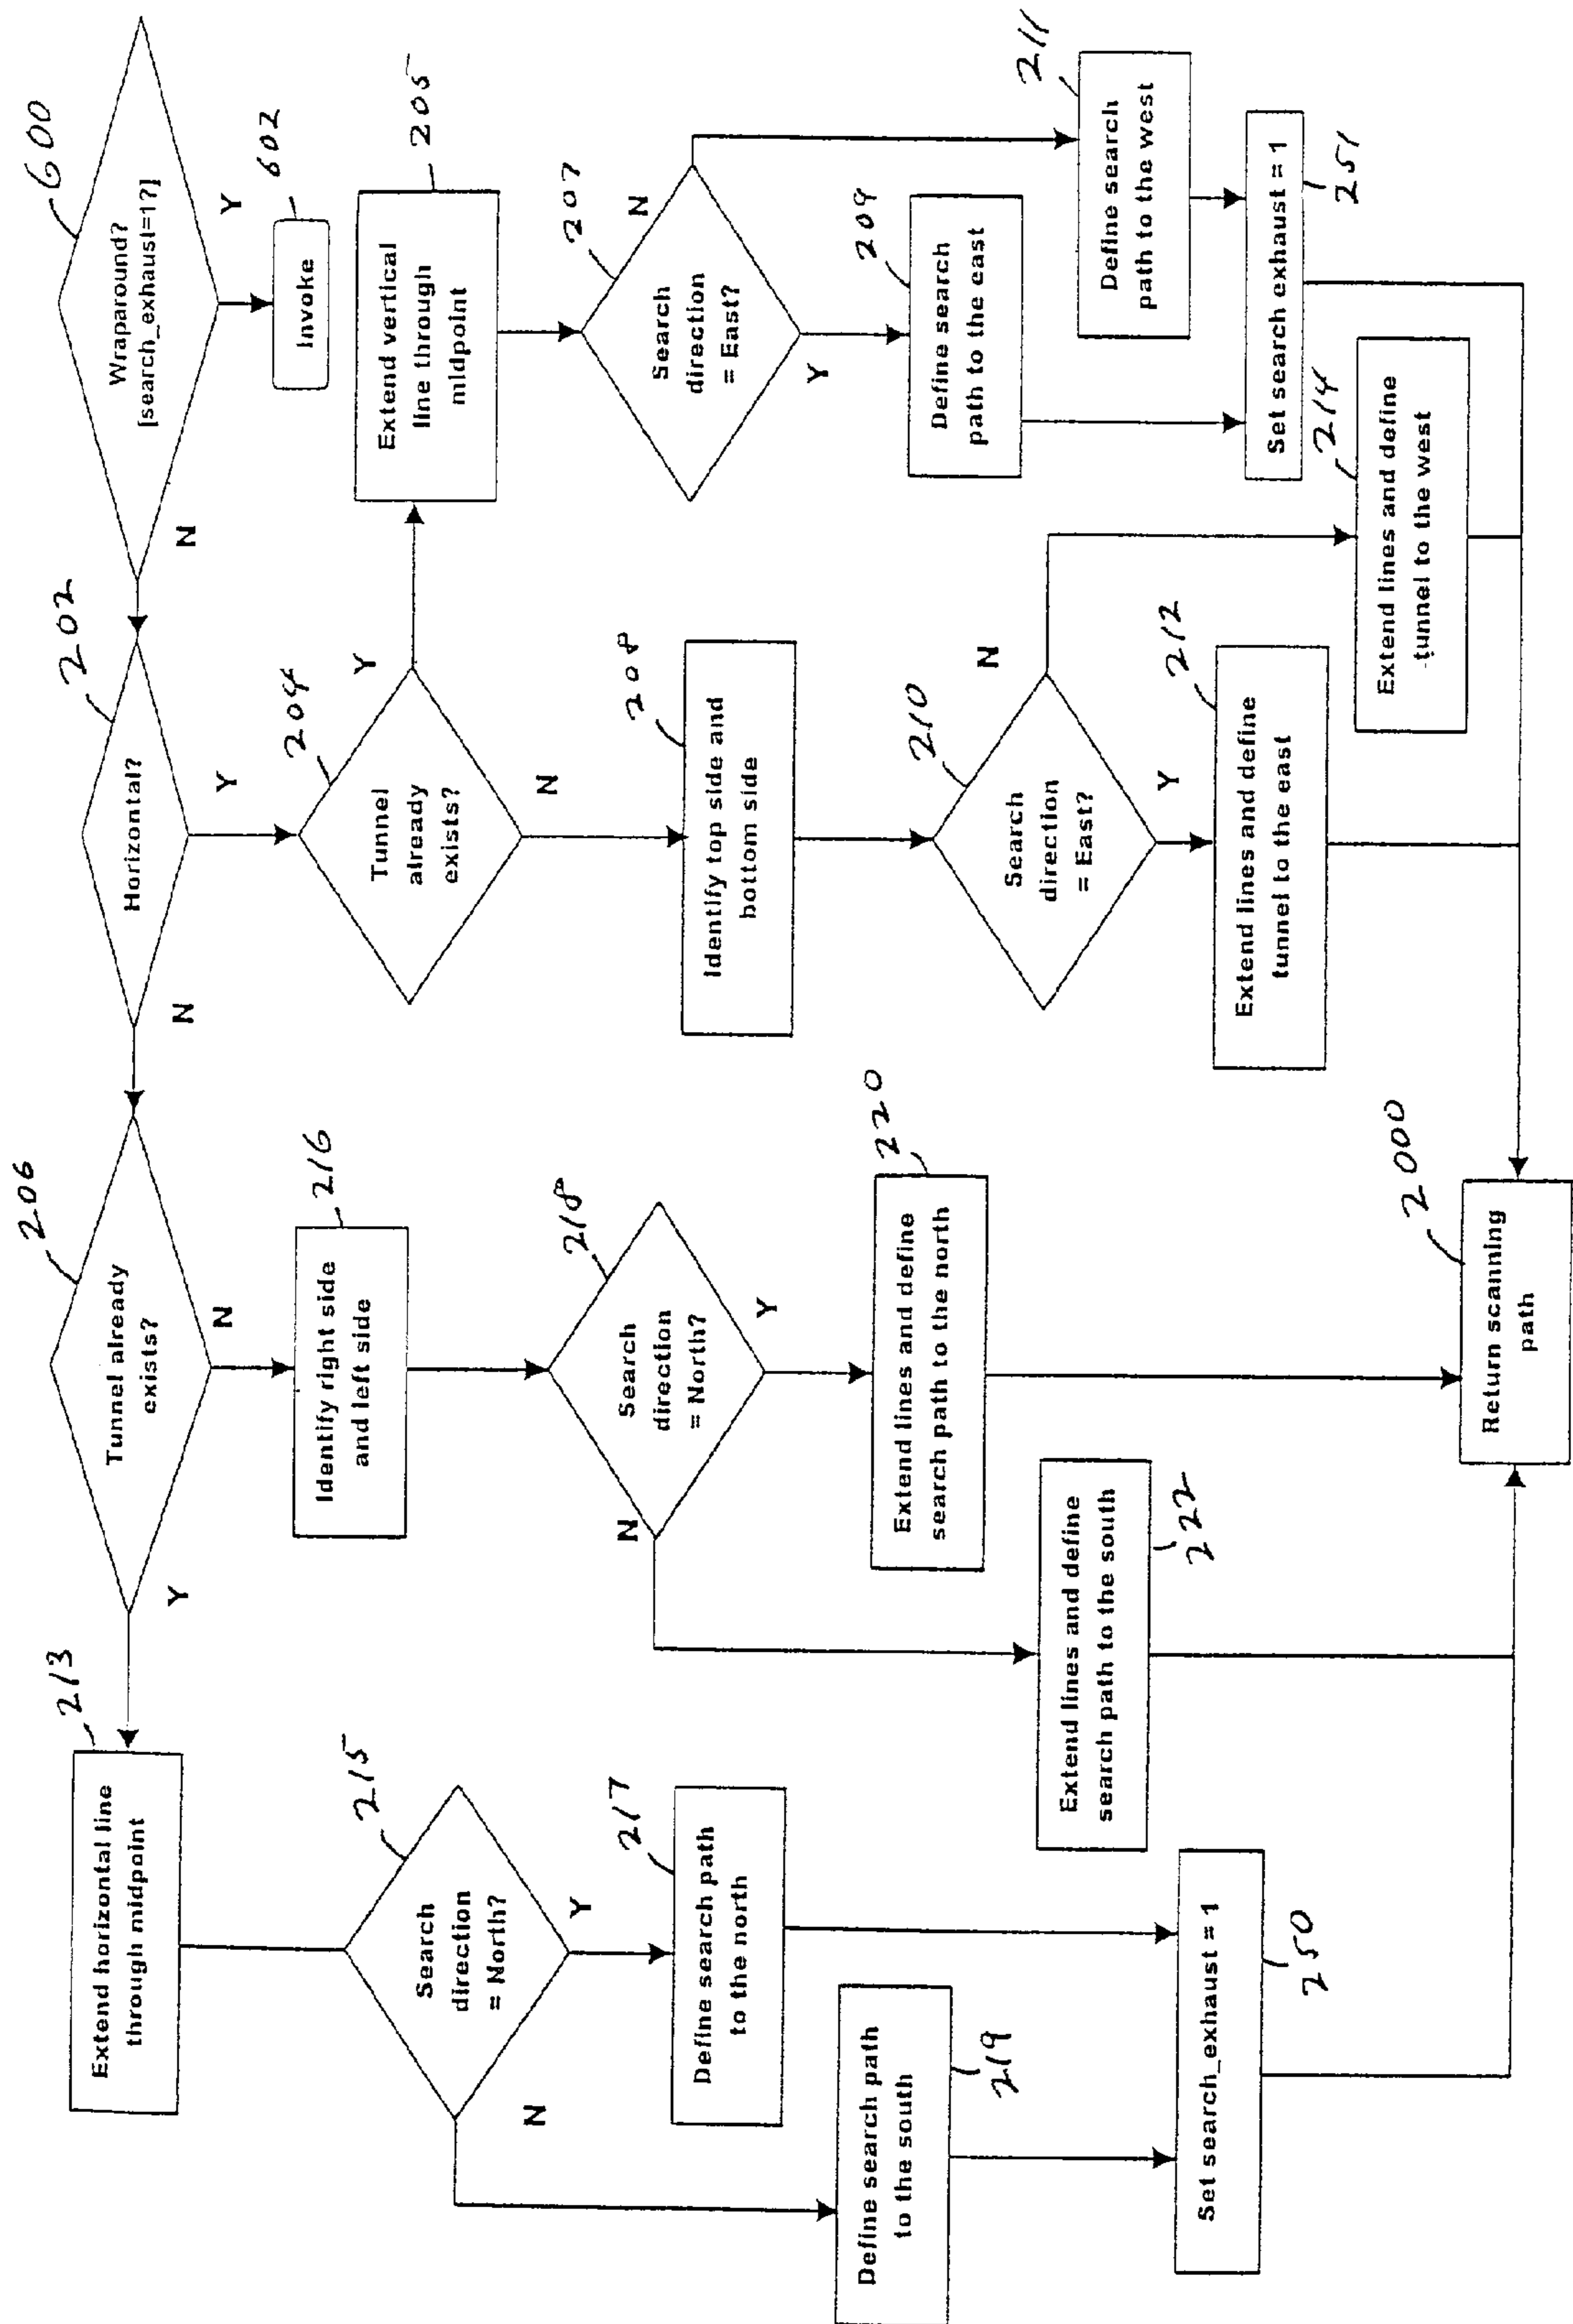 600
Wraparound?
[search_exhaust=1?]
Y
N
602
Invoke
202
Horizontal?
Y
N
206
Tunnel already
exists?
Y
N
213
Extend horizontal line
through midpoint
215
Search
direction
= North?
Y
N
217
Define search path
to the north
219
Define search path
to the south
Set search_exhaust = 1
250
216
Identify right side
and left side
218
Search
direction
= North?
Y
N
220
Extend lines and define
search path to the north
Extend lines and define
search path to the south
222
204
Tunnel
already
exists?
Y
N
205
Extend vertical
line through
midpoint
207
Search
direction
= East?
N
Y
209
Define search
path to the east
211
Define search
path to the west
Set search exhaust = 1
251
208
Identify top side and
bottom side
210
Search
direction
= East?
N
Y
212
Extend lines and define
tunnel to the east
214
Extend lines and define
tunnel to the west
2000
Return scanning
path